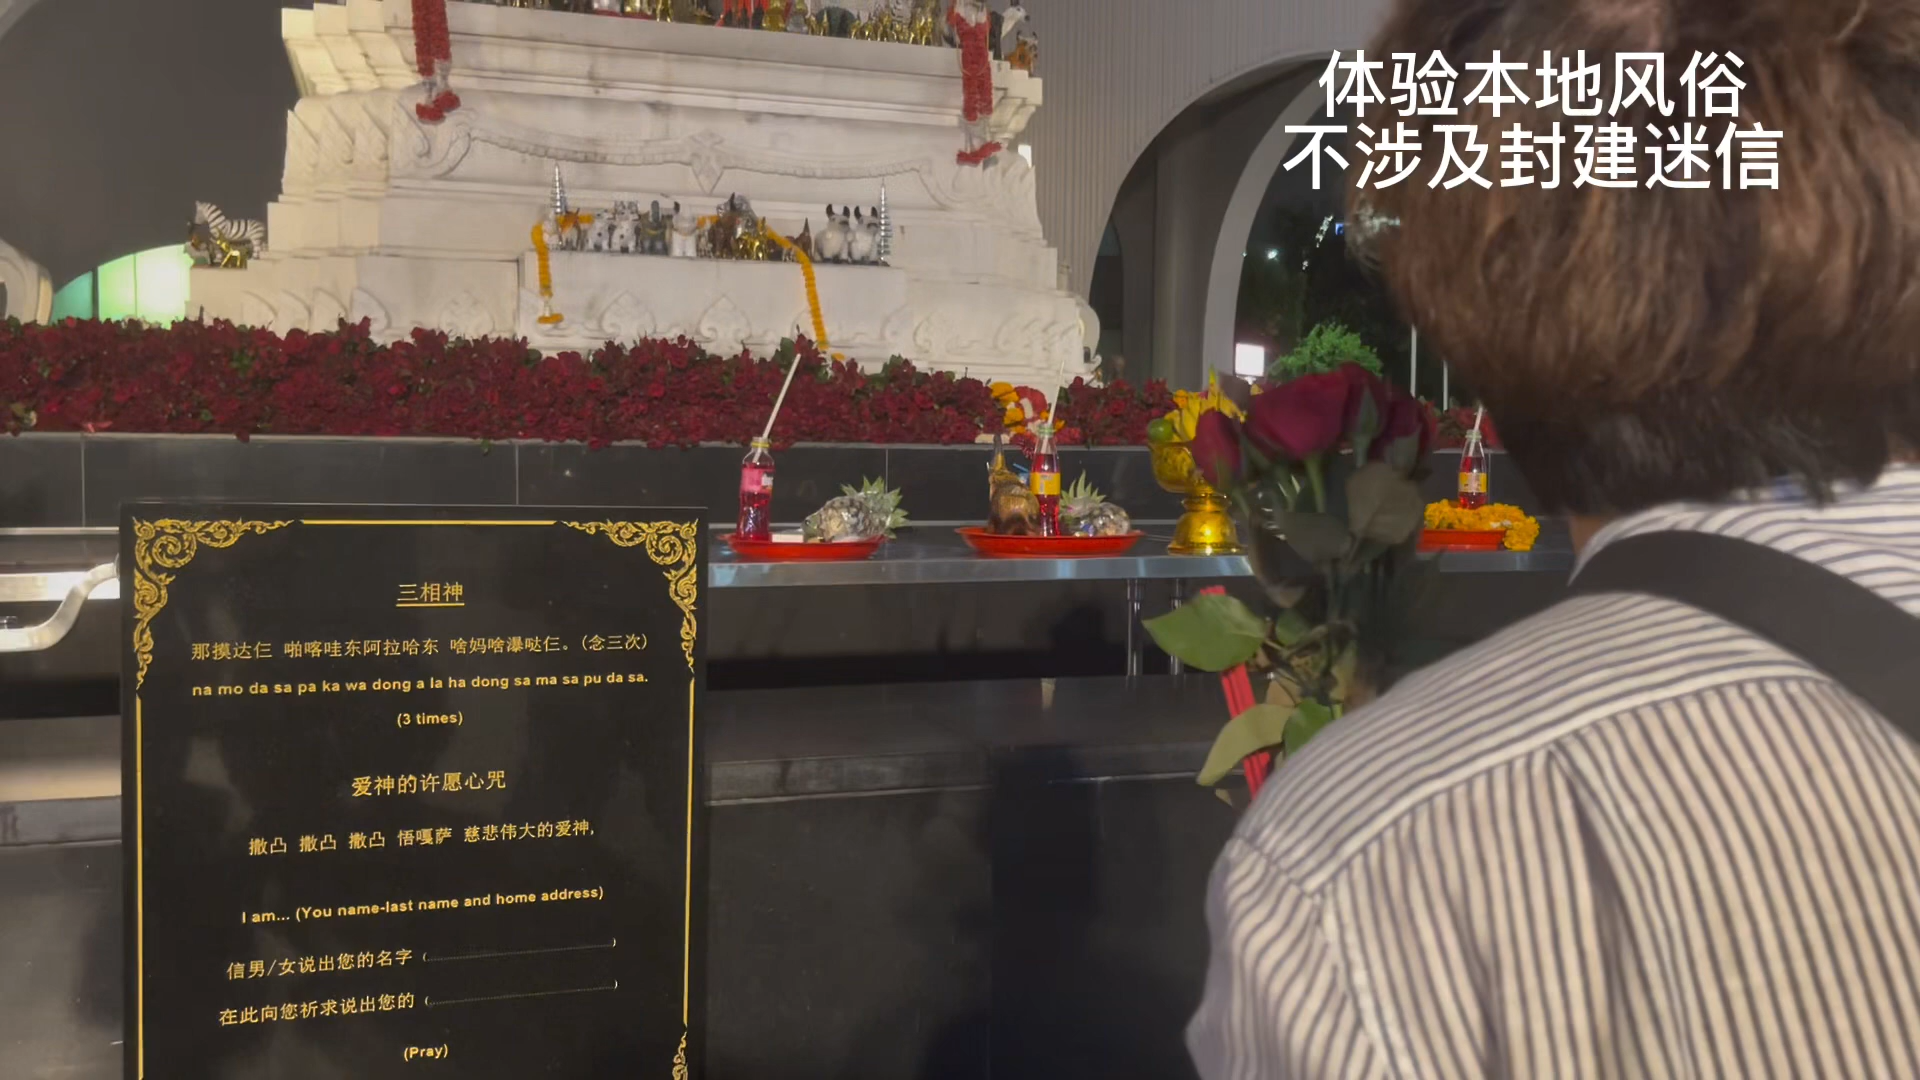 体验本地风俗
不涉及封建迷信
三相神
那摸达仨 啪喀哇东阿拉哈东 啥妈啥瀑哒仨。(念三次)
na mo da sa pa ka wa dong a la ha dong sa ma sa pu da sa.
(3 times)
爱神的许愿心咒
撒凸 撒凸 撒凸 悟嘎萨 慈悲伟大的爱神,
I am... (You name-last name and home address)
信男/女说出您的名字 (....................)
在此向您祈求说出您的 (....................)
(Pray)